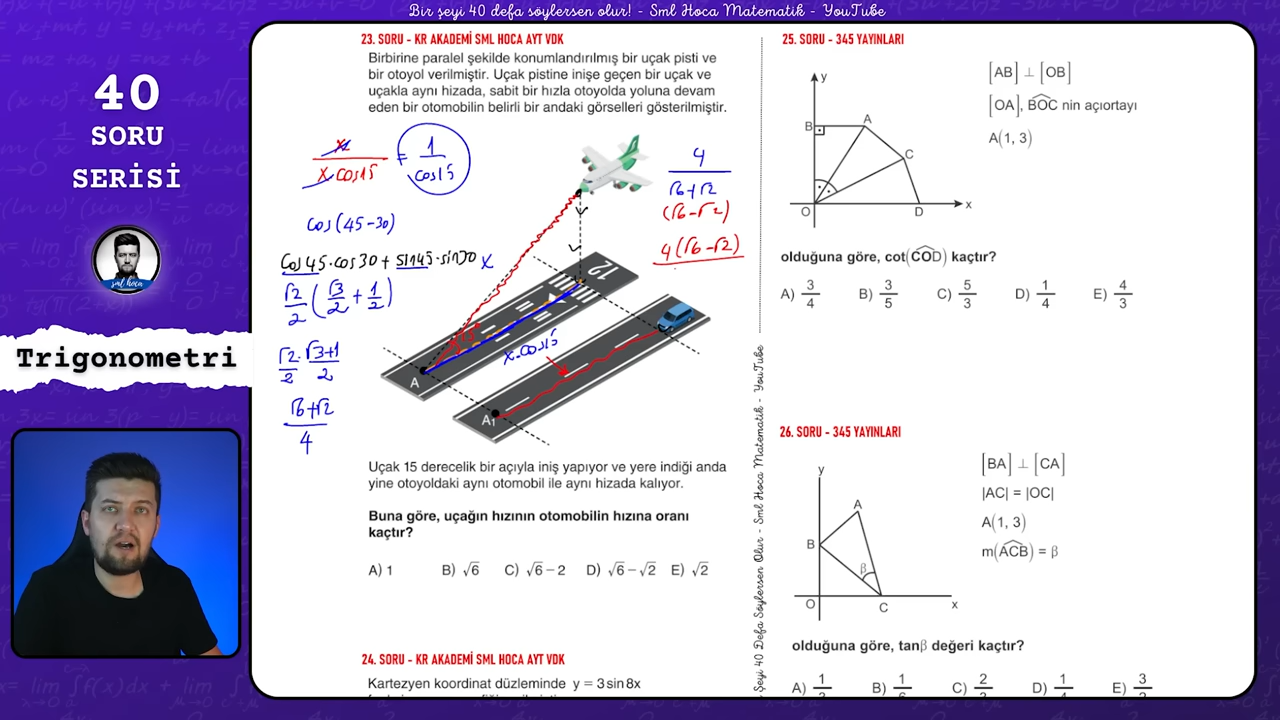 Bir şeyi 40 defa söylersen olur! - Sml Hoca Matematik - YouTube
40
SORU
SERİSİ
sml hoca
Trigonometri
23. SORU - KR AKADEMİ SML HOCA AYT VDK
Birbirine paralel şekilde konumlandırılmış bir uçak pisti ve
bir otoyol verilmiştir. Uçak pistine inişe geçen bir uçak ve
uçakla aynı hizada, sabit bir hızla otoyolda yoluna devam
eden bir otomobilin belirli bir andaki görselleri gösterilmiştir.
x / x cos15 = 1 / cos15
cos(45-30)
cos45·cos30 + sin45·sin30
√2/2 (√3/2 + 1/2)
√2/2 · √3+1/2
√6+√2 / 4
4 / √6+√2
(√6-√2)
4(√6-√2)
x
12
15
x·cos15
A
A₁
Uçak 15 derecelik bir açıyla iniş yapıyor ve yere indiği anda
yine otoyoldaki aynı otomobil ile aynı hizada kalıyor.
Buna göre, uçağın hızının otomobilin hızına oranı
kaçtır?
A) 1 B) √6 C) √6 – 2 D) √6 – √2 E) √2
24. SORU - KR AKADEMİ SML HOCA AYT VDK
Kartezyen koordinat düzleminde y = 3 sin 8x
Şeyi 40 Defa Söylersen Olur - Sml Hoca Matematik - YouTube
25. SORU - 345 YAYINLARI
y
B
A
C
O
D
x
[AB] ⊥ [OB]
[OA], BOC nin açıortayı
A(1, 3)
olduğuna göre, cot(COD) kaçtır?
A) 3/4 B) 3/5 C) 5/3 D) 1/4 E) 4/3
26. SORU - 345 YAYINLARI
y
A
B
β
O
C
x
[BA] ⊥ [CA]
|AC| = |OC|
A(1, 3)
m(ACB) = β
olduğuna göre, tanβ değeri kaçtır?
A) B) C) D) E)